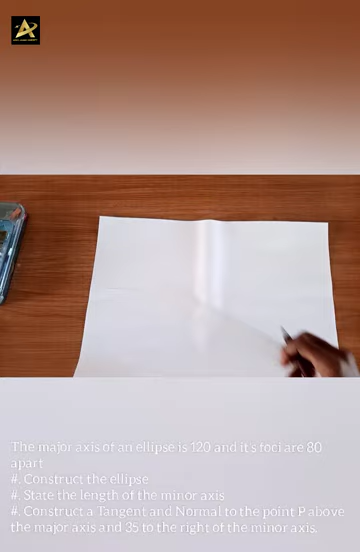 The major axis of an ellipse is 120 and it's foci are 80
apart
#. Construct the ellipse
#. State the length of the minor axis
#. Construct a Tangent and Normal to the point P above
the major axis and 35 to the right of the minor axis.